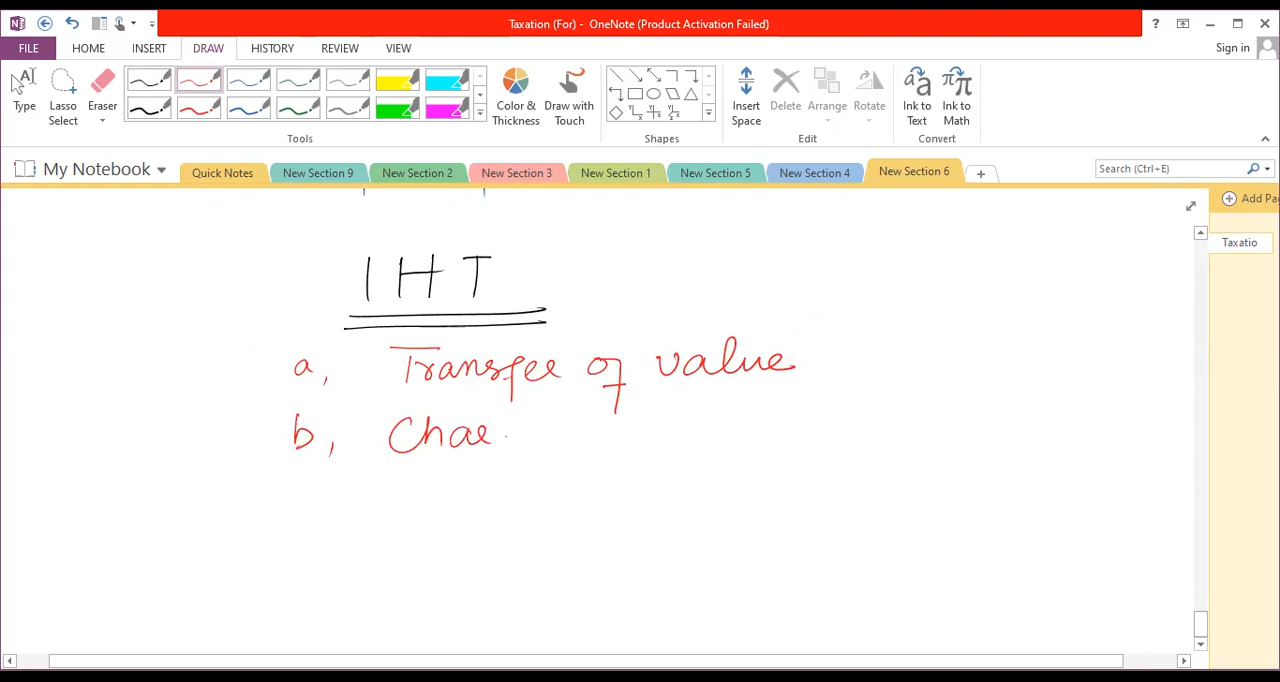 Taxation (For) - OneNote (Product Activation Failed)
?
FILE HOME INSERT DRAW HISTORY REVIEW VIEW
Sign in
Type Lasso Select Eraser
Color & Thickness
Draw with Touch
Insert Space
Delete Arrange Rotate
Ink to Text
Ink to Math
Tools Shapes Edit Convert
My Notebook Quick Notes New Section 9 New Section 2 New Section 3 New Section 1 New Section 5 New Section 4 New Section 6
Search (Ctrl+E)
Add Pa
Taxatio
IHT
a, Transfer of value
b, Char